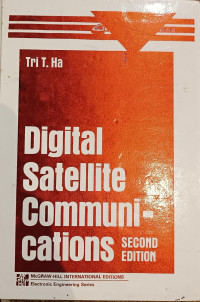 Tri T. Ha
Digital
Satellite
Communi-
cations SECOND
EDITION
McGRAW-HILL INTERNATIONAL EDITIONS
Electronic Engineering Series